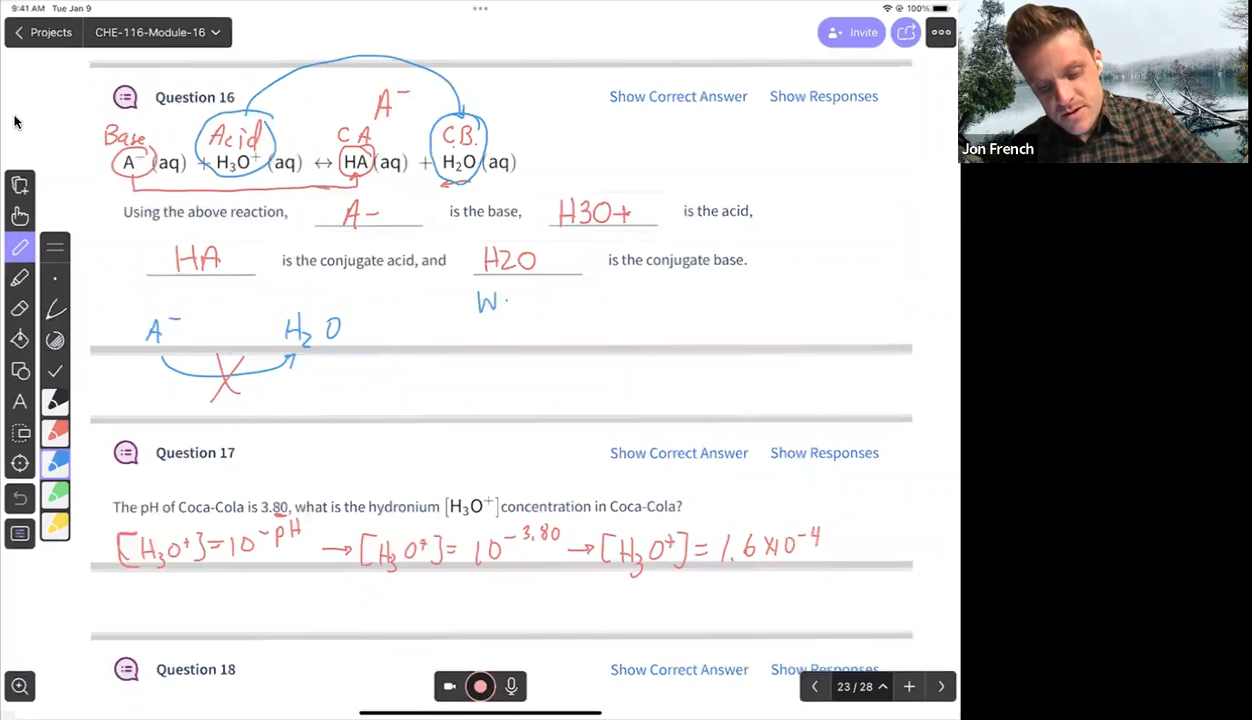 9:41 AM Tue Jan 9
100%
Projects
CHE-116-Module-16
Invite
Question 16
Show Correct Answer
Show Responses
A⁻
Base
Acid
C A
C.B.
A⁻ (aq) + H₃O⁺ (aq) ↔ HA(aq) + H₂O (aq)
Using the above reaction, A- is the base, H3O+ is the acid,
HA is the conjugate acid, and H2O is the conjugate base.
W
A⁻ H₂O
X
Question 17
Show Correct Answer
Show Responses
The pH of Coca-Cola is 3.80, what is the hydronium [H₃O⁺] concentration in Coca-Cola?
[H₃O⁺]=10⁻ᵖᴴ → [H₃O⁺]= 10⁻³·⁸⁰ → [H₃O⁺]= 1.6×10⁻⁴
Question 18
Show Correct Answer
Show Responses
23 / 28
Jon French